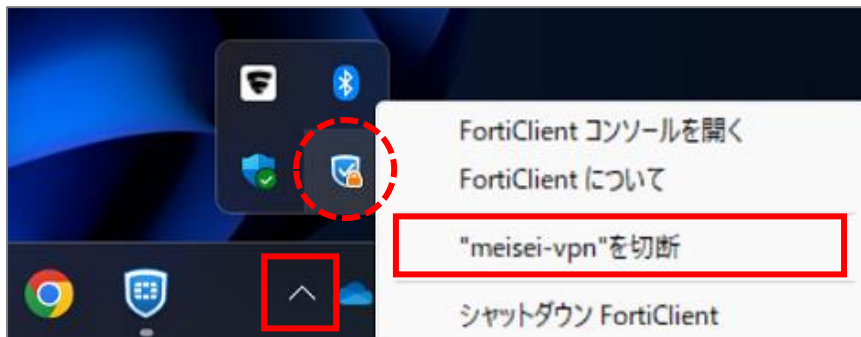 FortiClient コンソールを開く
FortiClient について
"meisei-vpn"を切断
シャットダウン FortiClient